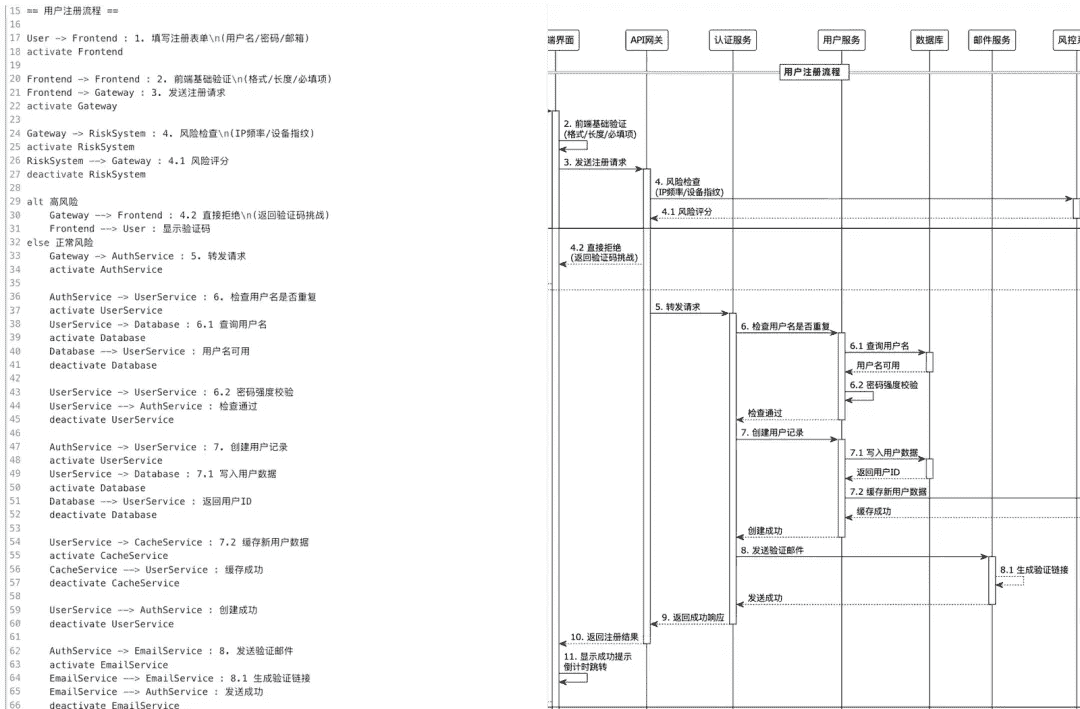 15 == 用户注册流程 ==
16
17 User -> Frontend : 1. 填写注册表单\n(用户名/密码/邮箱)
18 activate Frontend
19
20 Frontend -> Frontend : 2. 前端基础验证\n(格式/长度/必填项)
21 Frontend -> Gateway : 3. 发送注册请求
22 activate Gateway
23
24 Gateway -> RiskSystem : 4. 风险检查\n(IP频率/设备指纹)
25 activate RiskSystem
26 RiskSystem --> Gateway : 4.1 风险评分
27 deactivate RiskSystem
28
29 alt 高风险
30 Gateway --> Frontend : 4.2 直接拒绝\n(返回验证码挑战)
31 Frontend --> User : 显示验证码
32 else 正常风险
33 Gateway -> AuthService : 5. 转发请求
34 activate AuthService
35
36 AuthService -> UserService : 6. 检查用户名是否重复
37 activate UserService
38 UserService -> Database : 6.1 查询用户名
39 activate Database
40 Database --> UserService : 用户名可用
41 deactivate Database
42
43 UserService -> UserService : 6.2 密码强度校验
44 UserService --> AuthService : 检查通过
45 deactivate UserService
46
47 AuthService -> UserService : 7. 创建用户记录
48 activate UserService
49 UserService -> Database : 7.1 写入用户数据
50 activate Database
51 Database --> UserService : 返回用户ID
52 deactivate Database
53
54 UserService -> CacheService : 7.2 缓存新用户数据
55 activate CacheService
56 CacheService --> UserService : 缓存成功
57 deactivate CacheService
58
59 UserService --> AuthService : 创建成功
60 deactivate UserService
61
62 AuthService -> EmailService : 8. 发送验证邮件
63 activate EmailService
64 EmailService --> EmailService : 8.1 生成验证链接
65 EmailService --> AuthService : 发送成功
66 deactivate EmailService
端界面 API网关 认证服务 用户服务 数据库 邮件服务 风控系
用户注册流程
2. 前端基础验证
(格式/长度/必填项)
3. 发送注册请求
4. 风险检查
(IP频率/设备指纹)
4.1 风险评分
4.2 直接拒绝
(返回验证码挑战)
5. 转发请求
6. 检查用户名是否重复
6.1 查询用户名
用户名可用
6.2 密码强度校验
检查通过
7. 创建用户记录
7.1 写入用户数据
返回用户ID
7.2 缓存新用户数据
缓存成功
创建成功
8. 发送验证邮件
8.1 生成验证链接
发送成功
9. 返回成功响应
10. 返回注册结果
11. 显示成功提示
倒计时跳转